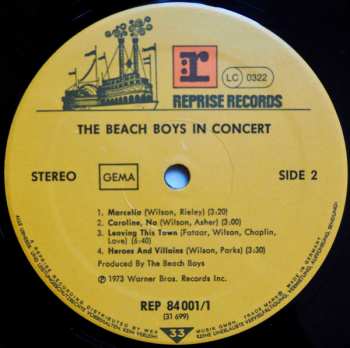 r
LC 0322
REPRISE RECORDS
THE BEACH BOYS IN CONCERT
STEREO
GEMA
SIDE 2
1. Marcella (Wilson, Rieley) (3:20)
2. Caroline, No (Wilson, Asher) (3:00)
3. Leaving This Town (Fataar, Wilson, Chaplin,
Love) (6:40)
4. Heroes And Villains (Wilson, Parks) (4:30)
Produced By The Beach Boys
℗ 1973 Warner Bros. Records Inc.
REP 84 001/1
(31 699)
33